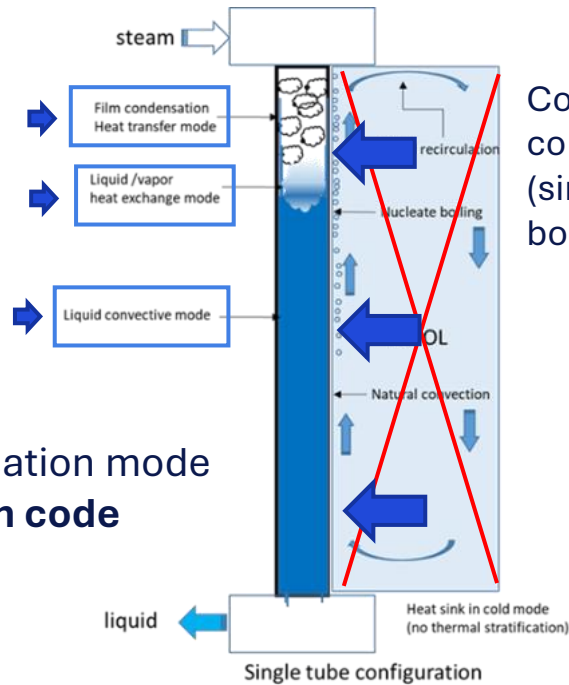 steam
Film condensation
Heat transfer mode
Liquid /vapor
heat exchange mode
Liquid convective mode
recirculation
Nucleate boiling
OL
Natural convection
Co
co
(sin
bo
ation mode
n code
liquid
Heat sink in cold mode
(no thermal stratification)
Single tube configuration